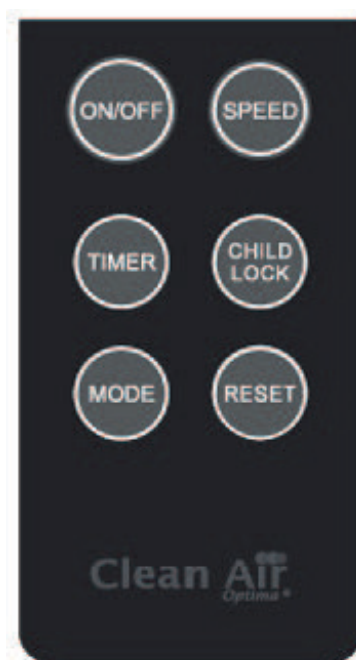 ON/OFF SPEED
TIMER CHILD LOCK
MODE RESET
Clean Air
Optima®